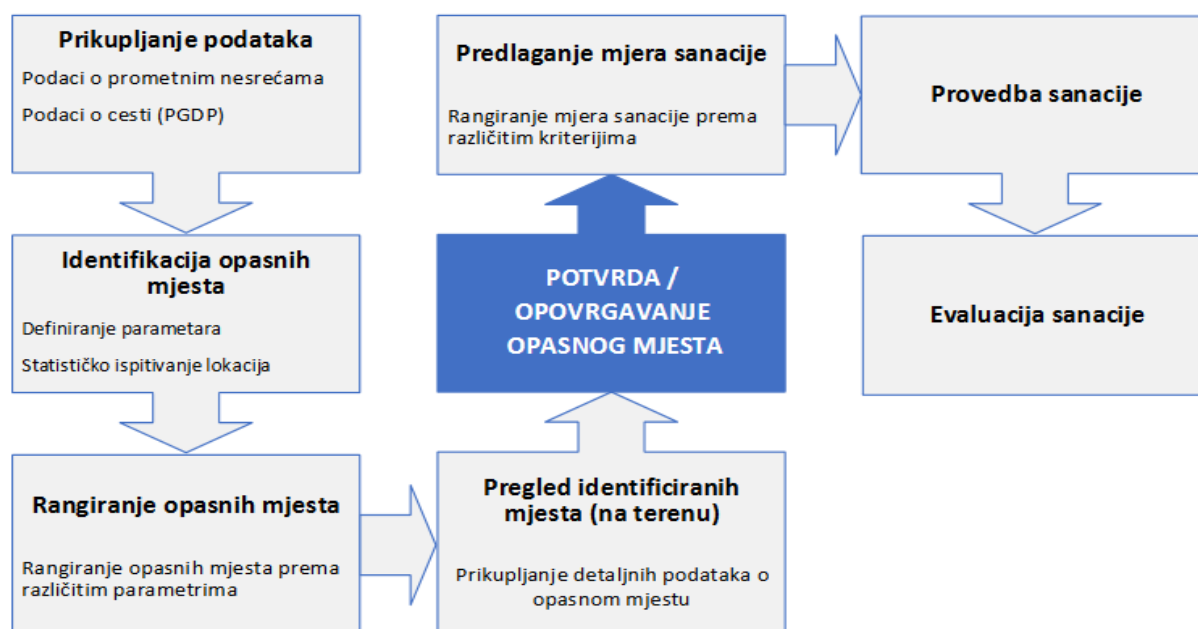 Prikupljanje podataka
Podaci o prometnim nesrećama
Podaci o cesti (PGDP)
Identifikacija opasnih
mjesta
Definiranje parametara
Statističko ispitivanje lokacija
Rangiranje opasnih mjesta
Rangiranje opasnih mjesta prema
različitim parametrima
Pregled identificiranih
mjesta (na terenu)
Prikupljanje detaljnih podataka o
opasnom mjestu
POTVRDA /
OPOVRGAVANJE
OPASNOG MJESTA
Predlaganje mjera sanacije
Rangiranje mjera sanacije prema
različitim kriterijima
Provedba sanacije
Evaluacija sanacije